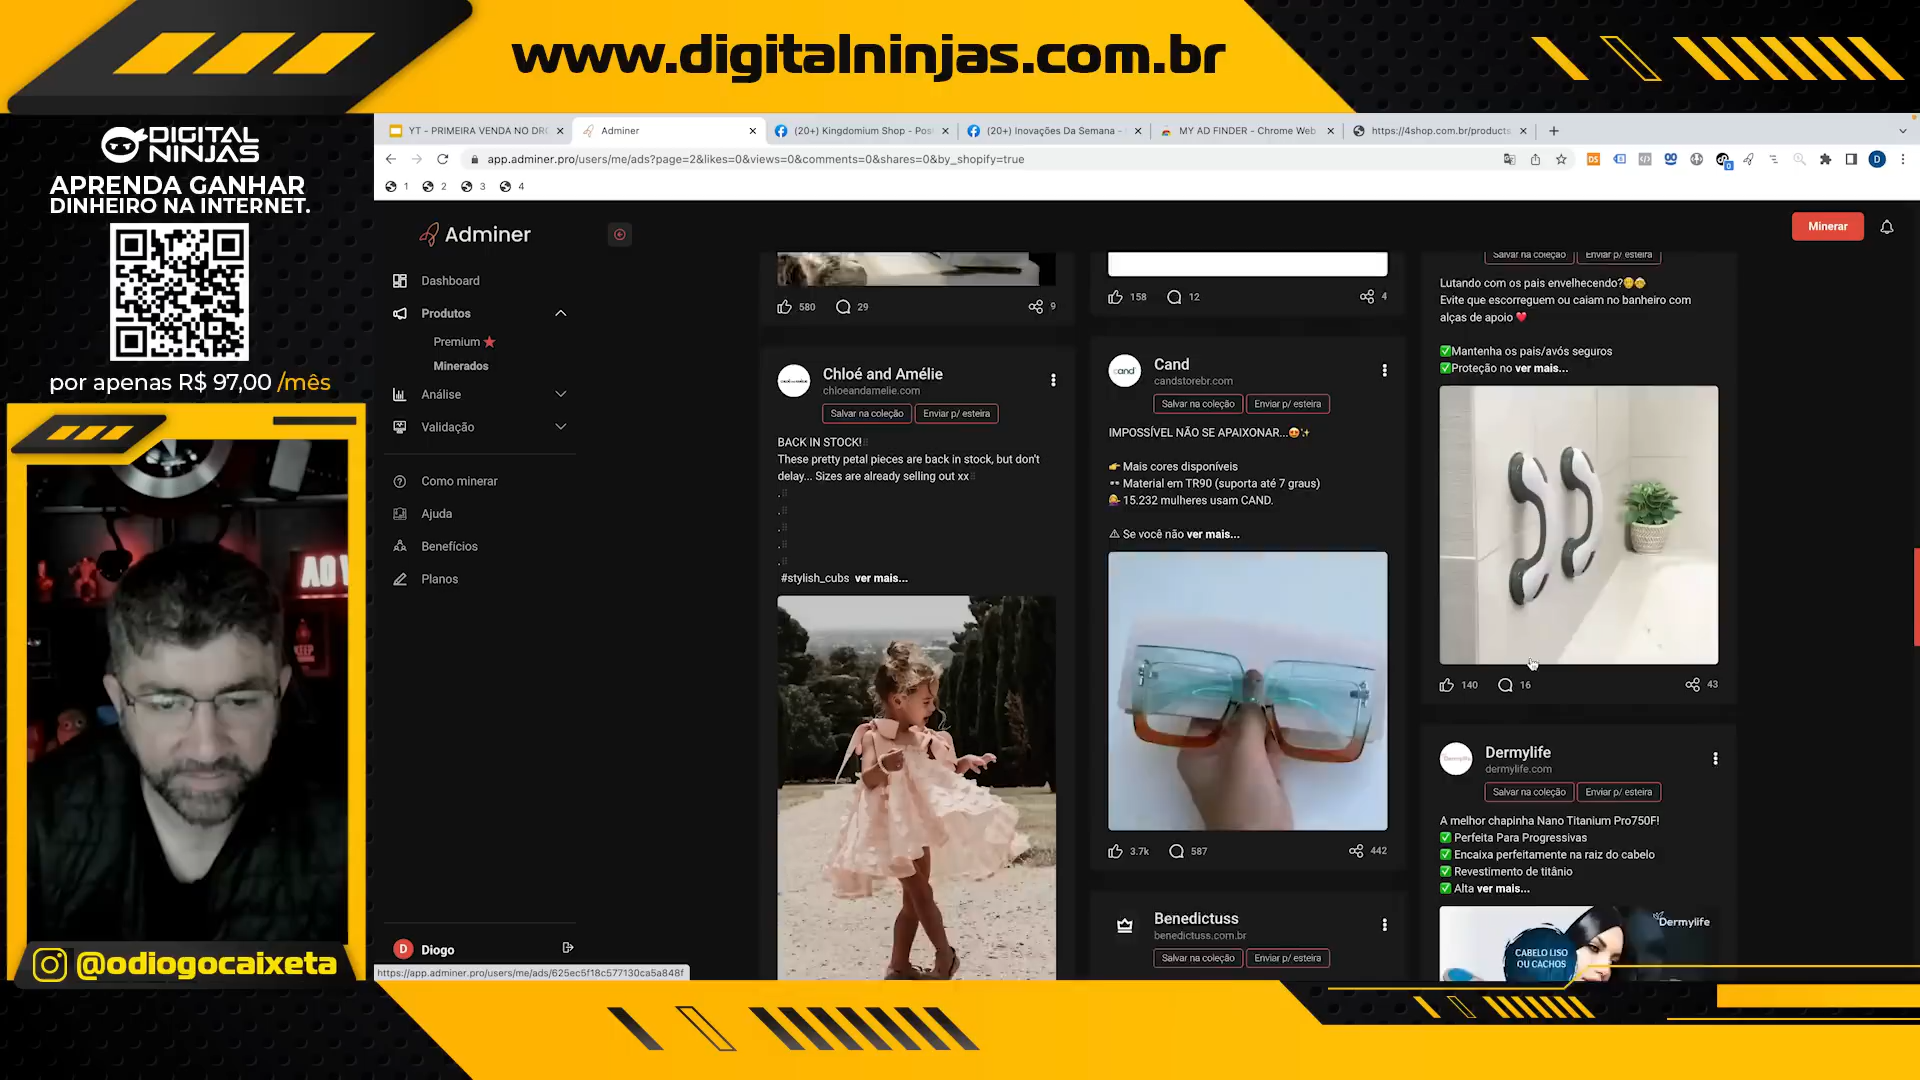 www.digitalninjas.com.br
DIGITAL
NINJAS
APRENDA GANHAR
DINHEIRO NA INTERNET.
por apenas R$ 97,00 /mês
@odiogocaixeta
YT - PRIMEIRA VENDA NO DRO
Adminer
(20+) Kingdomium Shop - Pos
(20+) Inovações Da Semana -
MY AD FINDER - Chrome Web
https://4shop.com.br/products
app.adminer.pro/users/me/ads?page=2&likes=0&views=0&comments=0&shares=0&by_shopify=true
1
2
3
4
Adminer
Minerar
Dashboard
Produtos
Premium
Minerados
Análise
Validação
Como minerar
Ajuda
Benefícios
Planos
D
Diogo
https://app.adminer.pro/users/me/ads/625ec5f18c577130ca5a848f
580
29
9
Chloé and Amélie
chloeandamelie.com
Salvar na coleção
Enviar p/ esteira
BACK IN STOCK!
These pretty petal pieces are back in stock, but don't
delay... Sizes are already selling out xx
.
.
.
.
.
#stylish_cubs ver mais...
158
12
4
Cand
candstorebr.com
Salvar na coleção
Enviar p/ esteira
IMPOSSÍVEL NÃO SE APAIXONAR...😍✨
👉 Mais cores disponíveis
👓 Material em TR90 (suporta até 7 graus)
💁‍♀️ 15.232 mulheres usam CAND.
⚠ Se você não ver mais...
3.7k
587
442
Benedictuss
benedictuss.com.br
Salvar na coleção
Enviar p/ esteira
Salvar na coleção
Enviar p/ esteira
Lutando com os pais envelhecendo?👴👵
Evite que escorreguem ou caiam no banheiro com
alças de apoio ❤️
✅Mantenha os pais/avós seguros
✅Proteção no ver mais...
140
16
43
Dermylife
dermylife.com
Salvar na coleção
Enviar p/ esteira
A melhor chapinha Nano Titanium Pro750F!
✅ Perfeita Para Progressivas
✅ Encaixa perfeitamente na raiz do cabelo
✅ Revestimento de titânio
✅ Alta ver mais...
Dermylife
CABELO LISO
OU CACHOS